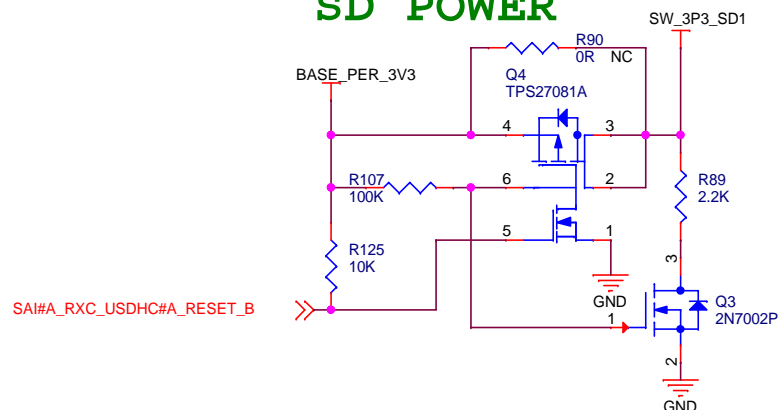 SD POWER
SW_3P3_SD1
R90
0R NC
BASE_PER_3V3
Q4
TPS27081A
4
3
R107
100K
6
2
R89
2.2K
5
1
R125
10K
3
GND
SAI#A_RXC_USDHC#A_RESET_B
1
Q3
2N7002P
2
GND